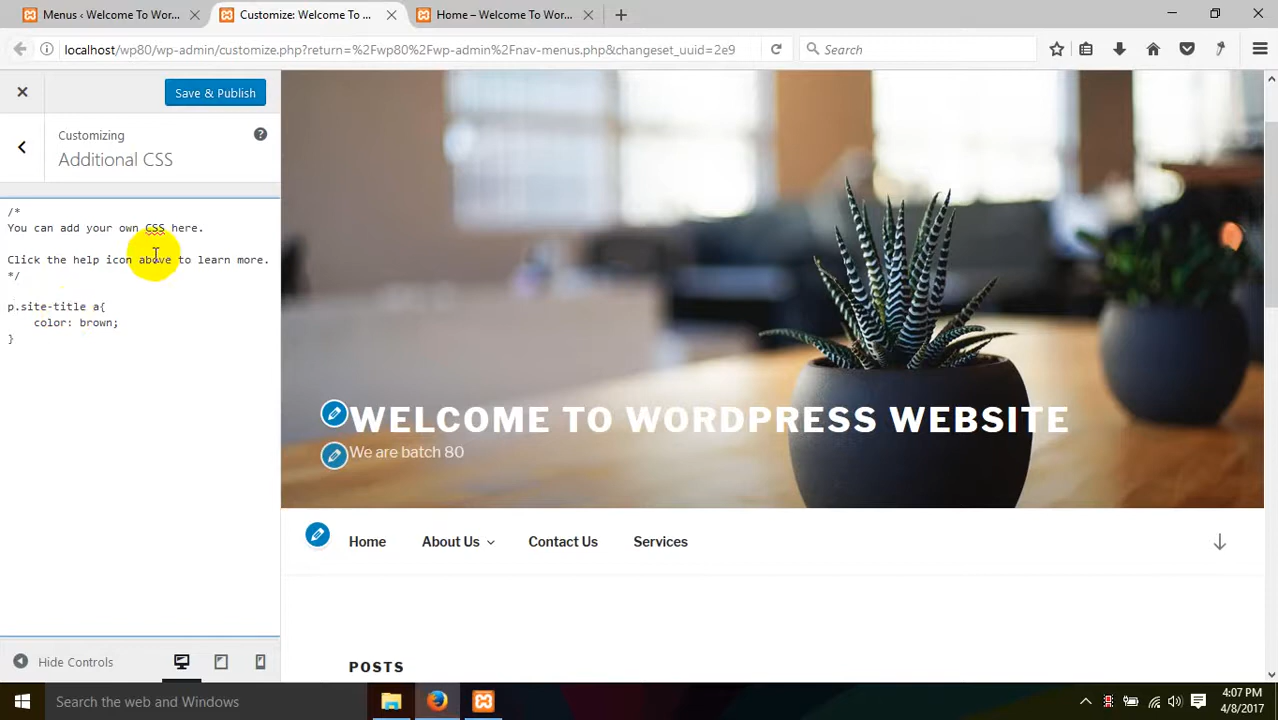 Menus ‹ Welcome To Wor...
Customize: Welcome To ...
Home – Welcome To Wor...
localhost/wp80/wp-admin/customize.php?return=%2Fwp80%2Fwp-admin%2Fnav-menus.php&changeset_uuid=2e9
Search
Save & Publish
Customizing
Additional CSS
/*
You can add your own CSS here.
Click the help icon above to learn more.
*/
p.site-title a{
color: brown;
}
WELCOME TO WORDPRESS WEBSITE
We are batch 80
Home About Us Contact Us Services
POSTS
Hide Controls
Search the web and Windows
4:07 PM
4/8/2017